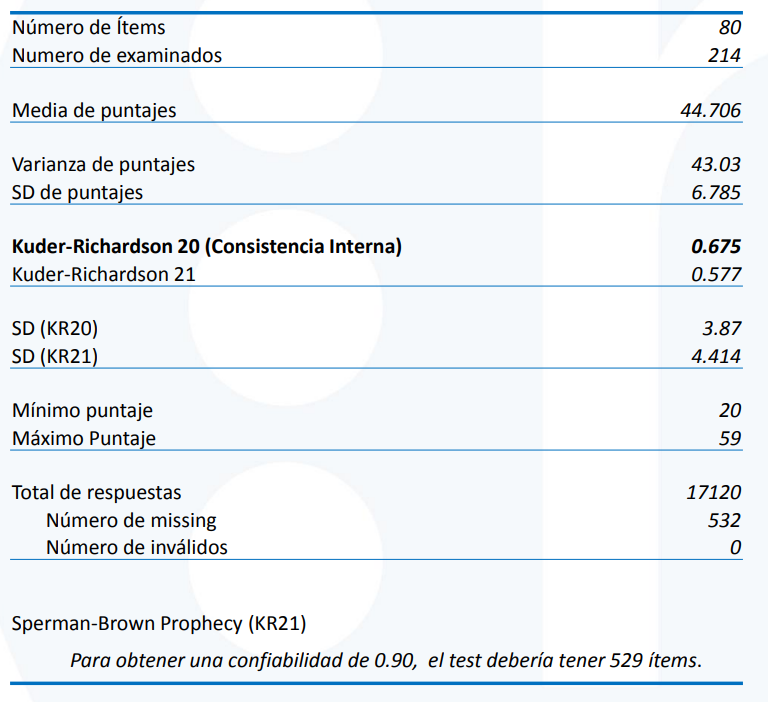 Número de Ítems 80
Numero de examinados 214
Media de puntajes 44.706
Varianza de puntajes 43.03
SD de puntajes 6.785
Kuder-Richardson 20 (Consistencia Interna) 0.675
Kuder-Richardson 21 0.577
SD (KR20) 3.87
SD (KR21) 4.414
Mínimo puntaje 20
Máximo Puntaje 59
Total de respuestas 17120
Número de missing 532
Número de inválidos 0
Sperman-Brown Prophecy (KR21)
Para obtener una confiabilidad de 0.90, el test debería tener 529 ítems.